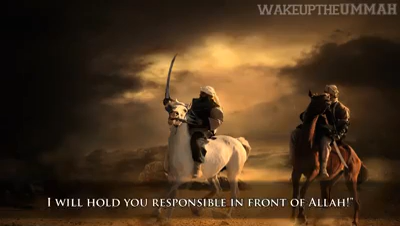 WAKEUPTHEUMMAH
I WILL HOLD YOU RESPONSIBLE IN FRONT OF ALLAH!"